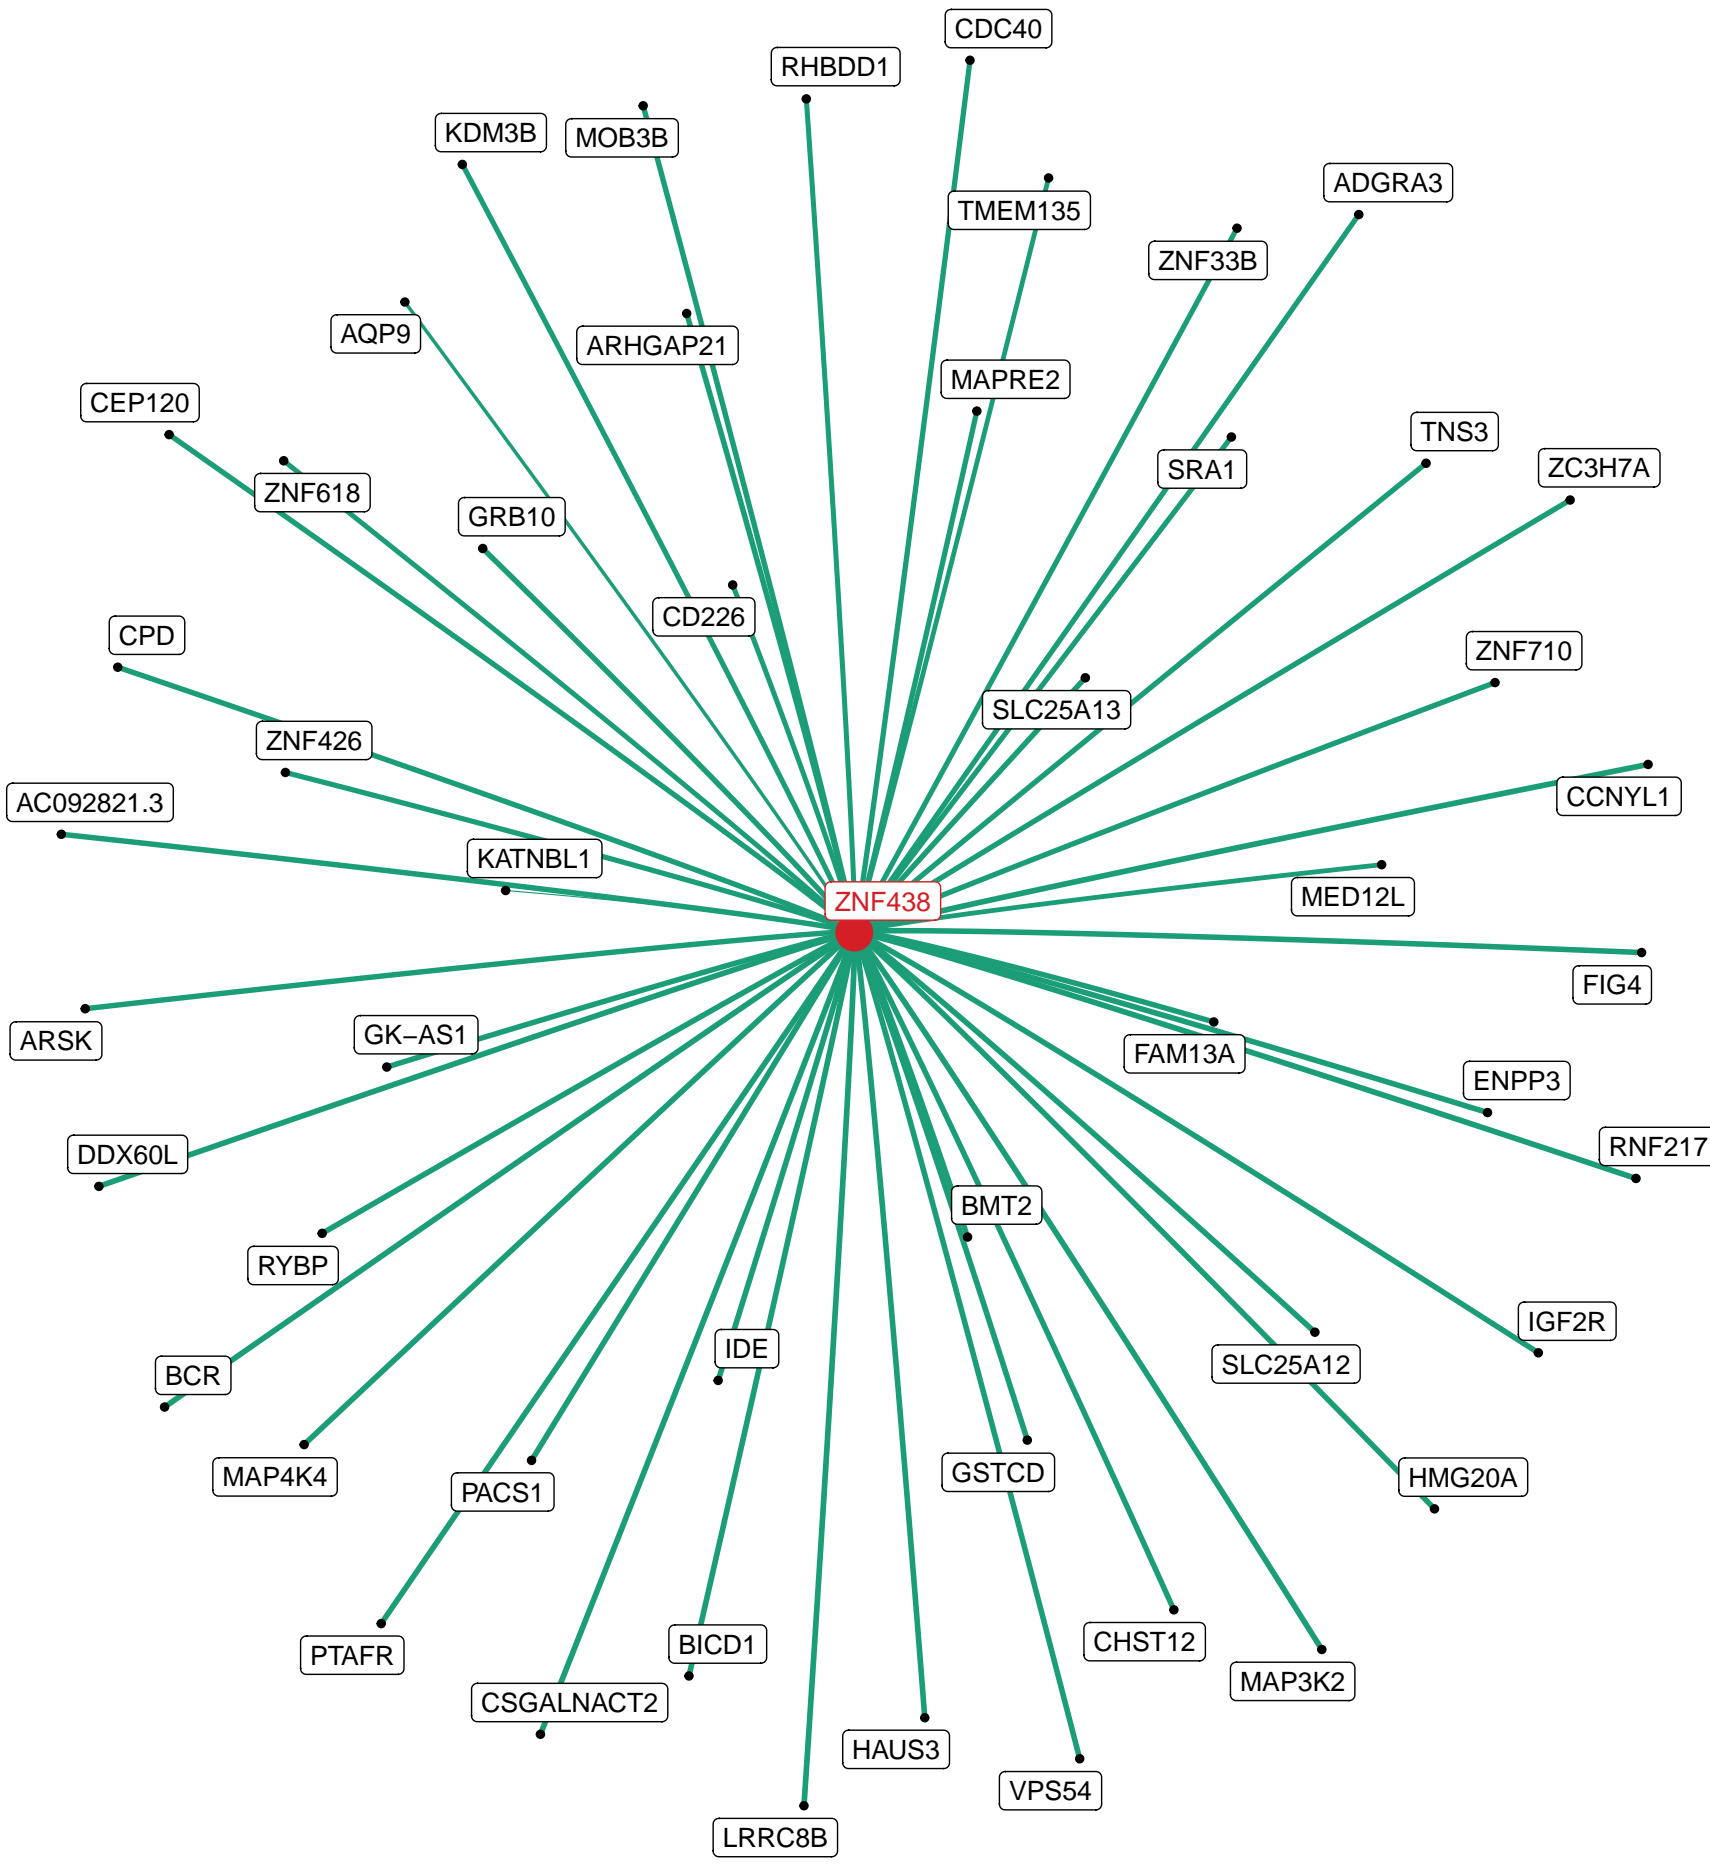 CDC40
RHBDD1
KDM3B
MOB3B
ADGRA3
TMEM135
ZNF33B
AQP9
ARHGAP21
MAPRE2
CEP120
TNS3
SRA1
ZC3H7A
ZNF618
GRB10
CD226
CPD
ZNF710
SLC25A13
ZNF426
CCNYL1
AC092821.3
KATNBL1
MED12L
ZNF438
FIG4
ARSK
GK−AS1
FAM13A
ENPP3
RNF217
DDX60L
BMT2
RYBP
IGF2R
IDE
SLC25A12
BCR
GSTCD
MAP4K4
HMG20A
PACS1
CHST12
BICD1
PTAFR
MAP3K2
CSGALNACT2
HAUS3
VPS54
LRRC8B